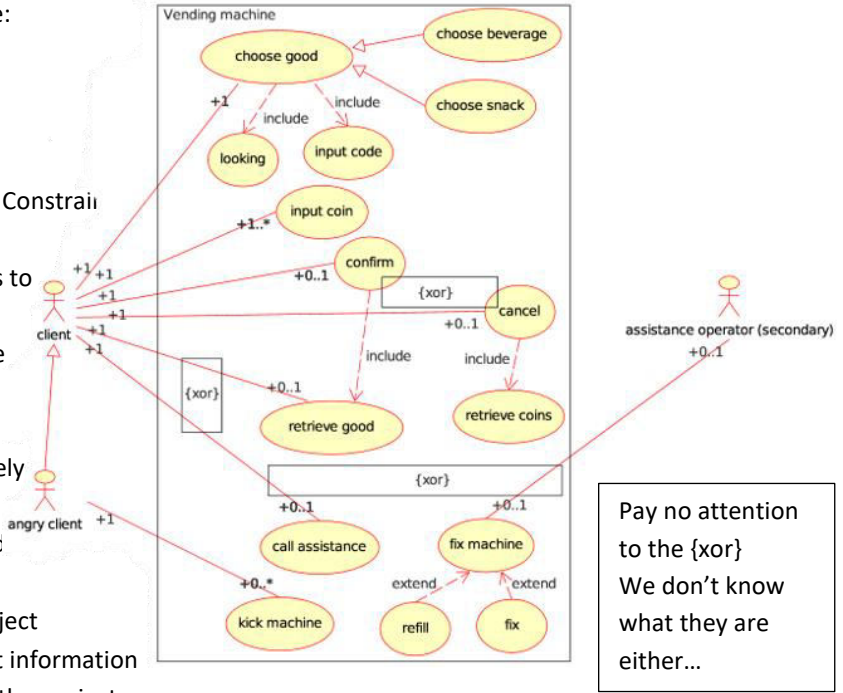 e:
Vending machine
choose beverage
choose good
choose snack
+1
include
include
looking
input code
Constrain
input coin
+1..*
s to
+1
+1
confirm
+0..1
{xor}
+1
cancel
+1
+0..1
client
assistance operator (secondary)
+1
+1
+0..1
e
include
include
{xor}
+0..1
retrieve good
retrieve coins
ely
{xor}
angry client
+1
+0..1
+0..1
call assistance
fix machine
+0..*
extend
extend
kick machine
refill
fix
ject
t information
Pay no attention
to the {xor}
We don't know
what they are
either...